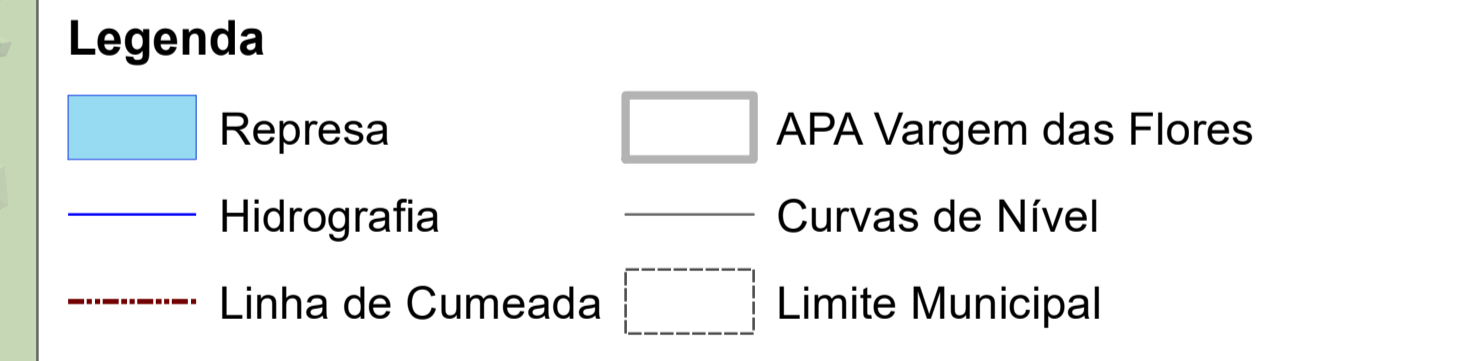 Legenda
Represa
APA Vargem das Flores
Hidrografia
Curvas de Nível
Linha de Cumeada
Limite Municipal